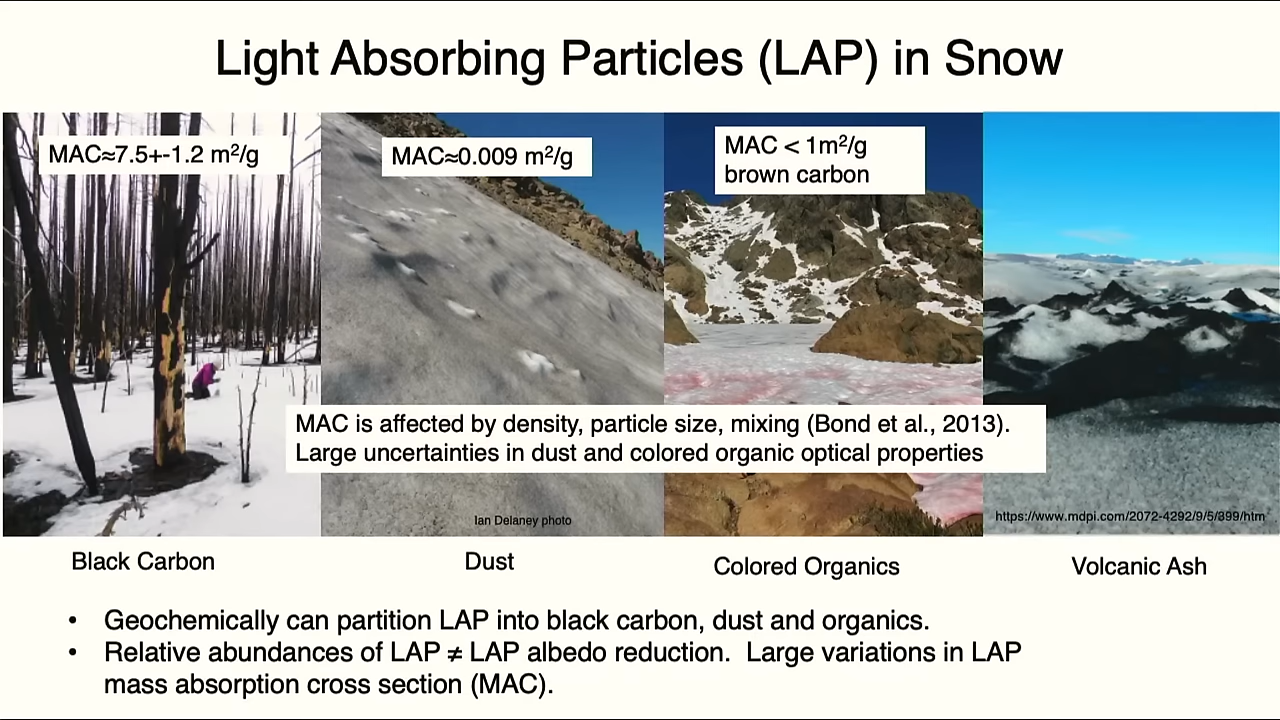 Light Absorbing Particles (LAP) in Snow
MAC≈7.5+-1.2 m²/g
MAC≈0.009 m²/g
MAC < 1m²/g
brown carbon
MAC is affected by density, particle size, mixing (Bond et al., 2013).
Large uncertainties in dust and colored organic optical properties
Ian Delaney photo
https://www.mdpi.com/2072-4292/9/5/399/htm
Black Carbon
Dust
Colored Organics
Volcanic Ash
• Geochemically can partition LAP into black carbon, dust and organics.
• Relative abundances of LAP ≠ LAP albedo reduction. Large variations in LAP
mass absorption cross section (MAC).